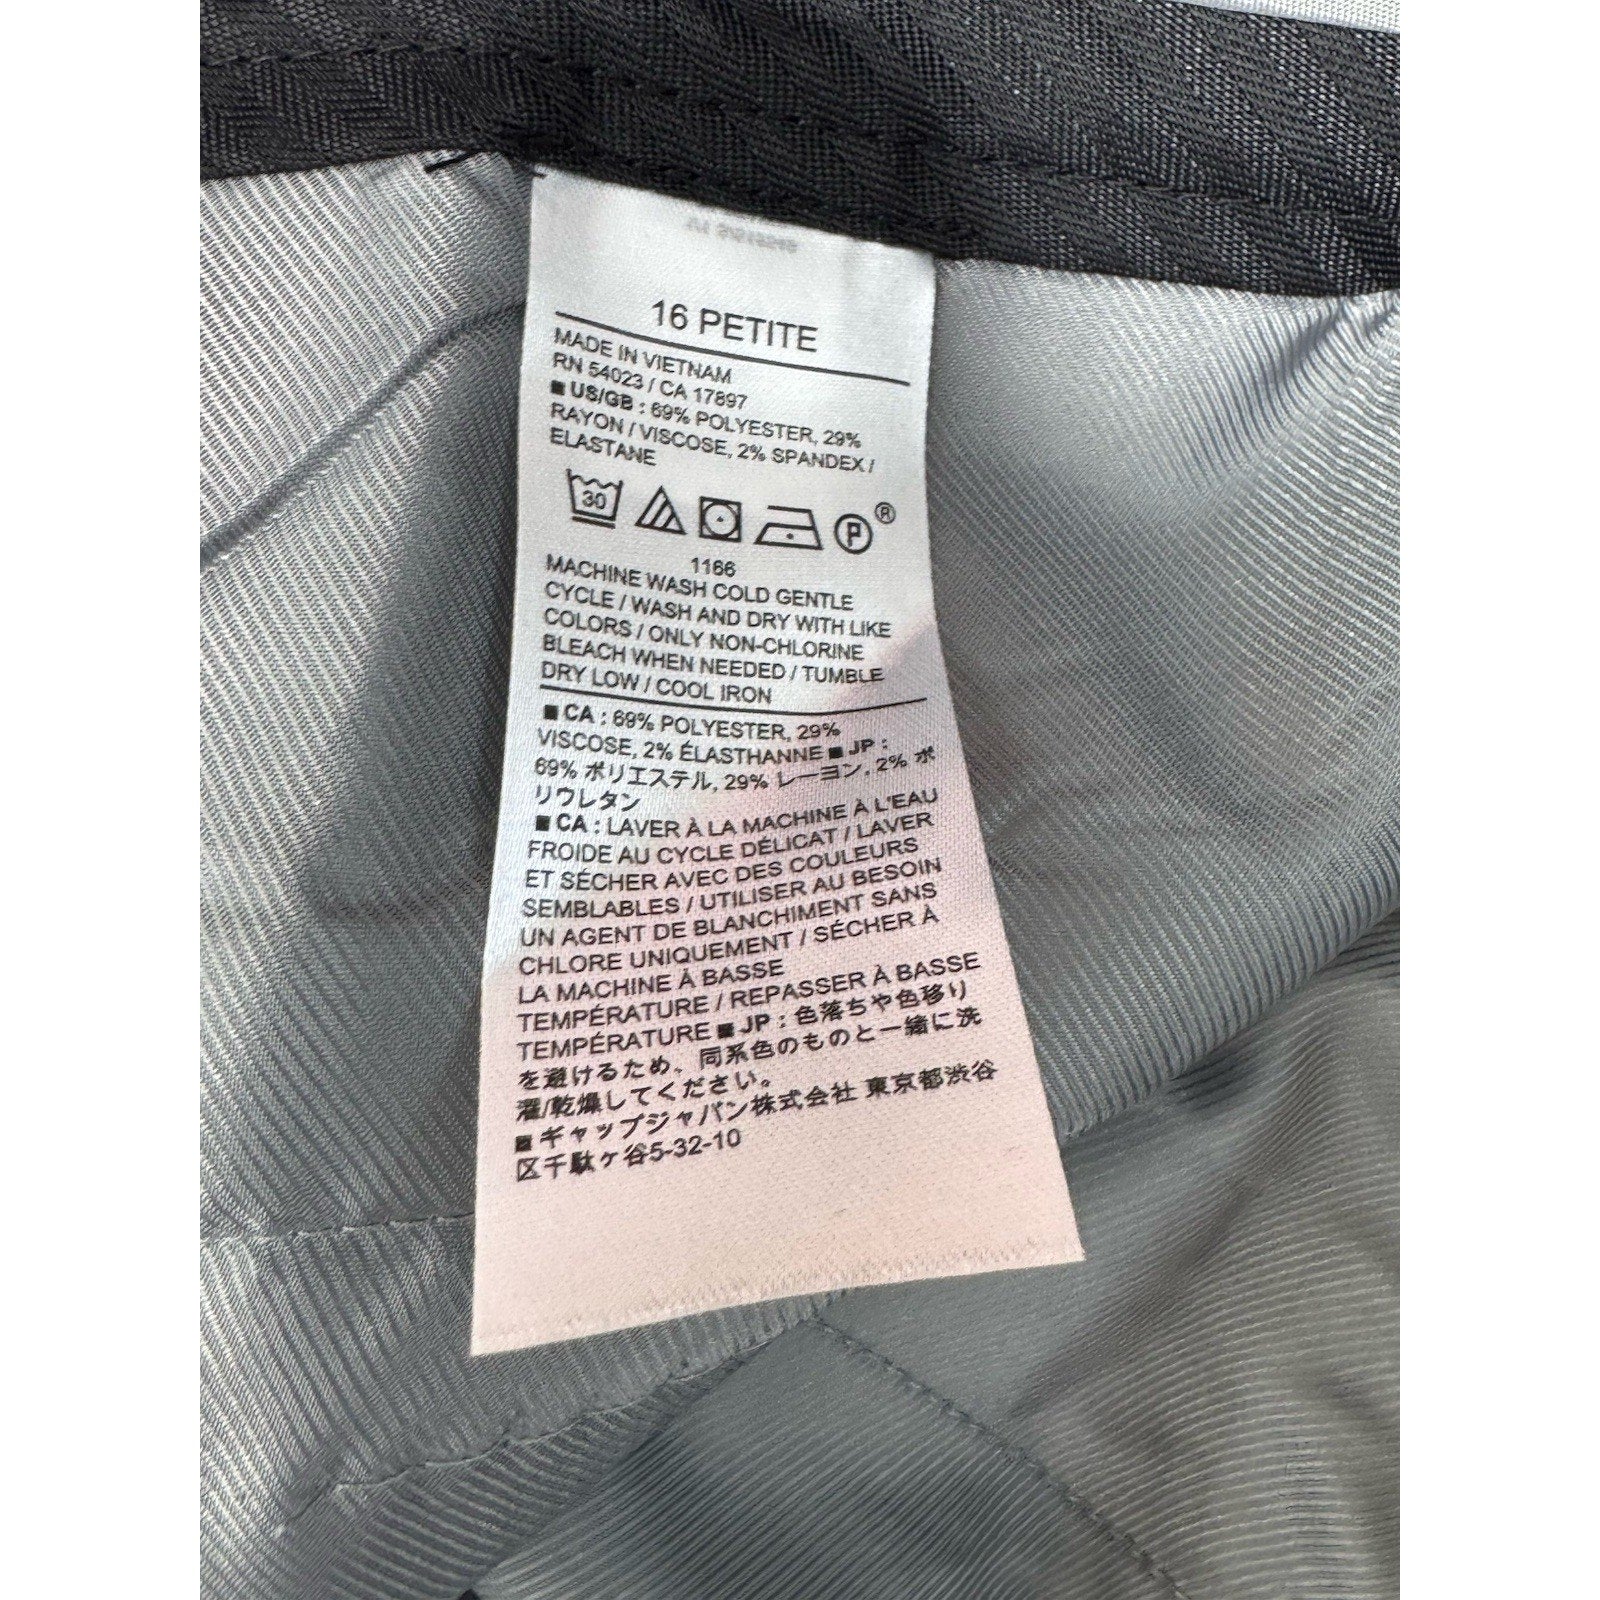 16 PETITE
MADE IN VIETNAM
RN 54023 / CA 17897
■ US/GB : 69% POLYESTER, 29%
RAYON / VISCOSE, 2% SPANDEX /
ELASTANE
30 P ®
1166
MACHINE WASH COLD GENTLE
CYCLE / WASH AND DRY WITH LIKE
COLORS / ONLY NON-CHLORINE
BLEACH WHEN NEEDED / TUMBLE
DRY LOW / COOL IRON
■ CA : 69% POLYESTER, 29%
VISCOSE, 2% ÉLASTHANNE ■ JP :
69% ポリエステル, 29% レーヨン, 2% ポ
リウレタン
■ CA : LAVER À LA MACHINE À L'EAU
FROIDE AU CYCLE DÉLICAT / LAVER
ET SÉCHER AVEC DES COULEURS
SEMBLABLES / UTILISER AU BESOIN
UN AGENT DE BLANCHIMENT SANS
CHLORE UNIQUEMENT / SÉCHER À
LA MACHINE À BASSE
TEMPÉRATURE / REPASSER À BASSE
TEMPÉRATURE ■ JP : 色落ちや色移り
を避けるため、同系色のものと一緒に洗
濯/乾燥してください。
■ ギャップジャパン株式会社 東京都渋谷
区千駄ヶ谷5-32-10